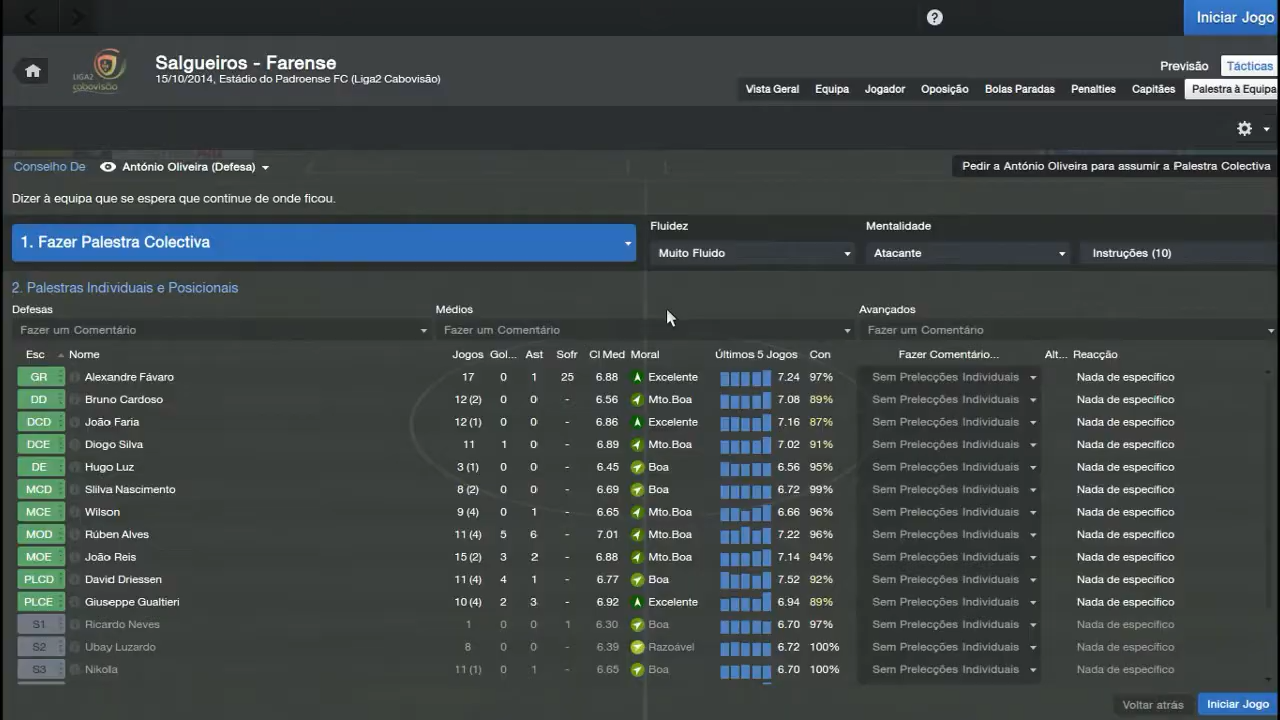 Iniciar Jogo
Salgueiros - Farense
15/10/2014, Estádio do Padroense FC (Liga2 Cabovisão)
LIGA2
cabovisão
Previsão Tácticas
Vista Geral Equipa Jogador Oposição Bolas Paradas Penalties Capitães Palestra à Equipa
Conselho De António Oliveira (Defesa) Pedir a António Oliveira para assumir a Palestra Colectiva
Dizer à equipa que se espera que continue de onde ficou.
Fluidez Mentalidade
1. Fazer Palestra Colectiva Muito Fluido Atacante Instruções (10)
2. Palestras Individuais e Posicionais
Defesas Médios Avançados
Fazer um Comentário Fazer um Comentário Fazer um Comentário
Esc Nome Jogos Gol... Ast Sofr Cl Med Moral Últimos 5 Jogos Con Fazer Comentário... Alt... Reacção
GR Alexandre Fávaro 17 0 1 25 6.88 Excelente 7.24 97% Sem Prelecções Individuais Nada de específico
DD Bruno Cardoso 12 (2) 0 0 - 6.56 Mto.Boa 7.08 89% Sem Prelecções Individuais Nada de específico
DCD João Faria 12 (1) 0 0 - 6.86 Excelente 7.16 87% Sem Prelecções Individuais Nada de específico
DCE Diogo Silva 11 1 0 - 6.89 Mto.Boa 7.02 91% Sem Prelecções Individuais Nada de específico
DE Hugo Luz 3 (1) 0 0 - 6.45 Boa 6.56 95% Sem Prelecções Individuais Nada de específico
MCD Slilva Nascimento 8 (2) 0 0 - 6.69 Boa 6.72 99% Sem Prelecções Individuais Nada de específico
MCE Wilson 9 (4) 0 1 - 6.65 Mto.Boa 6.66 96% Sem Prelecções Individuais Nada de específico
MOD Rúben Alves 11 (4) 5 6 - 7.01 Mto.Boa 7.22 96% Sem Prelecções Individuais Nada de específico
MOE João Reis 15 (2) 3 2 - 6.88 Mto.Boa 7.14 94% Sem Prelecções Individuais Nada de específico
PLCD David Driessen 11 (4) 4 1 - 6.77 Boa 7.52 92% Sem Prelecções Individuais Nada de específico
PLCE Giuseppe Gualtieri 10 (4) 2 3 - 6.92 Excelente 6.94 89% Sem Prelecções Individuais Nada de específico
S1 Ricardo Neves 1 0 0 1 6.30 Boa 6.70 97% Sem Prelecções Individuais Nada de específico
S2 Ubay Luzardo 8 0 0 - 6.39 Razoável 6.72 100% Sem Prelecções Individuais Nada de específico
S3 Nikolla 11 (1) 0 1 - 6.65 Boa 6.70 100% Sem Prelecções Individuais Nada de específico
Voltar atrás Iniciar Jogo